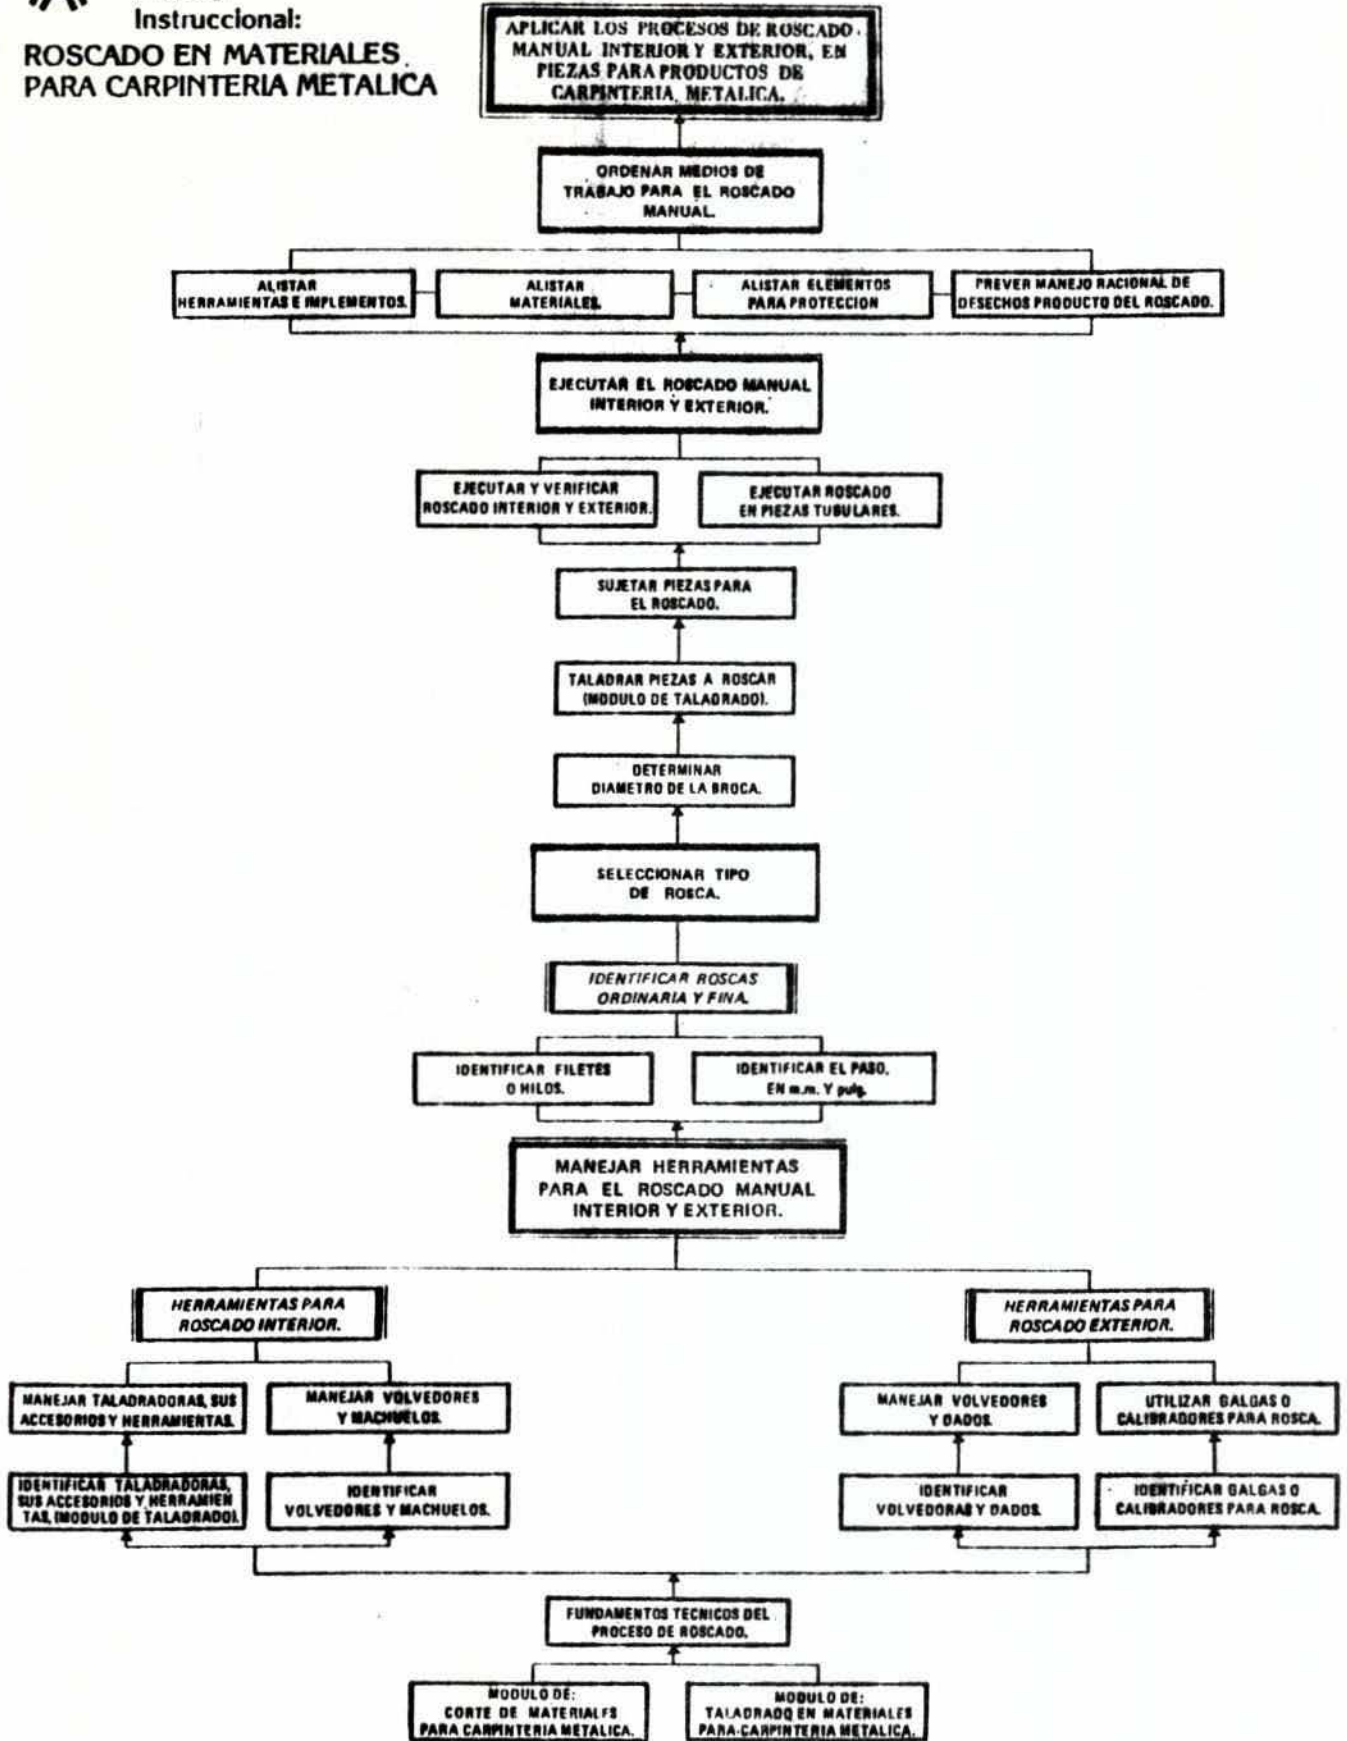 Instruccional:
ROSCADO EN MATERIALES.
PARA CARPINTERIA METALICA
APLICAR LOS PROCESOS DE ROSCADO
MANUAL INTERIOR Y EXTERIOR, EN
PIEZAS PARA PRODUCTOS DE
CARPINTERIA METALICA.
ORDENAR MEDIOS DE
TRABAJO PARA EL ROSCADO
MANUAL.
ALISTAR
HERRAMIENTAS E IMPLEMENTOS.
ALISTAR
MATERIALES.
ALISTAR ELEMENTOS
PARA PROTECCION
PREVER MANEJO RACIONAL DE
DESECHOS PRODUCTO DEL ROSCADO.
EJECUTAR EL ROSCADO MANUAL
INTERIOR Y EXTERIOR.
EJECUTAR Y VERIFICAR
ROSCADO INTERIOR Y EXTERIOR.
EJECUTAR ROSCADO
EN PIEZAS TUBULARES.
SUJETAR PIEZAS PARA
EL ROSCADO.
TALADRAR PIEZAS A ROSCAR
(MODULO DE TALADRADO).
DETERMINAR
DIAMETRO DE LA BROCA.
SELECCIONAR TIPO
DE ROSCA.
IDENTIFICAR ROSCAS
ORDINARIA Y FINA.
IDENTIFICAR FILETES
O HILOS.
IDENTIFICAR EL PASO,
EN m.m. Y pulg.
MANEJAR HERRAMIENTAS
PARA EL ROSCADO MANUAL
INTERIOR Y EXTERIOR.
HERRAMIENTAS PARA
ROSCADO INTERIOR.
HERRAMIENTAS PARA
ROSCADO EXTERIOR.
MANEJAR TALADRADORAS, SUS
ACCESORIOS Y HERRAMIENTAS.
MANEJAR VOLVEDORES
Y MACHUELOS.
MANEJAR VOLVEDORES
Y DADOS.
UTILIZAR GALGAS O
CALIBRADORES PARA ROSCA.
IDENTIFICAR TALADRADORAS,
SUS ACCESORIOS Y HERRAMIEN
TAS, (MODULO DE TALADRADO).
IDENTIFICAR
VOLVEDORES Y MACHUELOS.
IDENTIFICAR
VOLVEDORAS Y DADOS.
IDENTIFICAR GALGAS O
CALIBRADORES PARA ROSCA.
FUNDAMENTOS TECNICOS DEL
PROCESO DE ROSCADO.
MODULO DE:
CORTE DE MATERIALES
PARA CARPINTERIA METALICA.
MODULO DE:
TALADRADO EN MATERIALES
PARA CARPINTERIA METALICA.